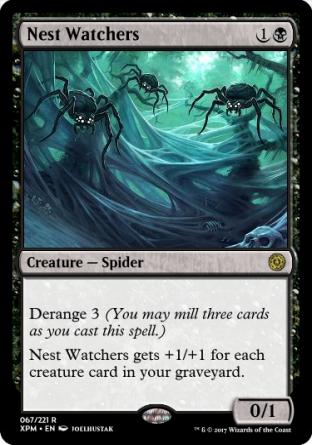 Nest Watchers 1
Creature — Spider
Derange 3 (You may mill three cards
as you cast this spell.)
Nest Watchers gets +1/+1 for each
creature card in your graveyard.
0/1
067/221 R
XPM • EN JOELHUSTAK
™ & © 2017 Wizards of the Coast